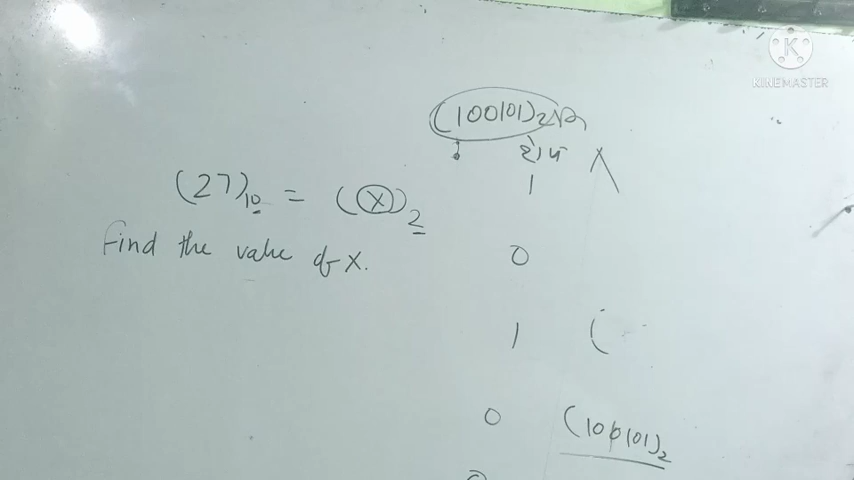 KINEMASTER
(100101)₂
(27)₁₀ = (X)₂
Find the value of X.
1
0
1 (
0 (100101)₂